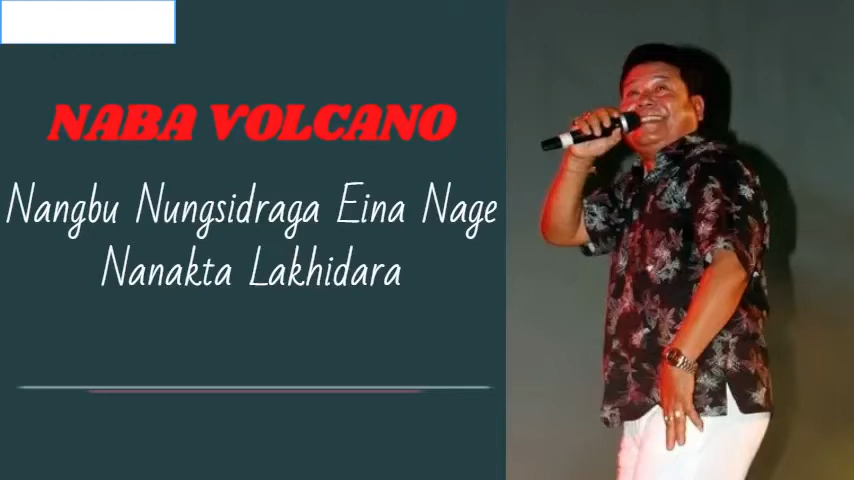 NABA VOLCANO
Nangbu Nungsidraga Eina Nage
Nanakta Lakhidara